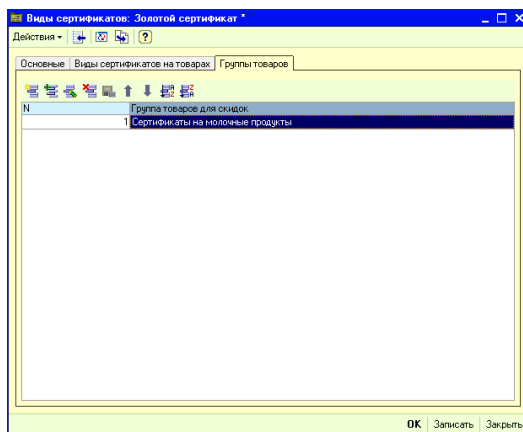 Виды сертификатов: Золотой сертификат *
Действия
Основные Виды сертификатов на товарах Группы товаров
N Группа товаров для скидок
1 Сертификаты на молочные продукты
OK Записать Закрыть